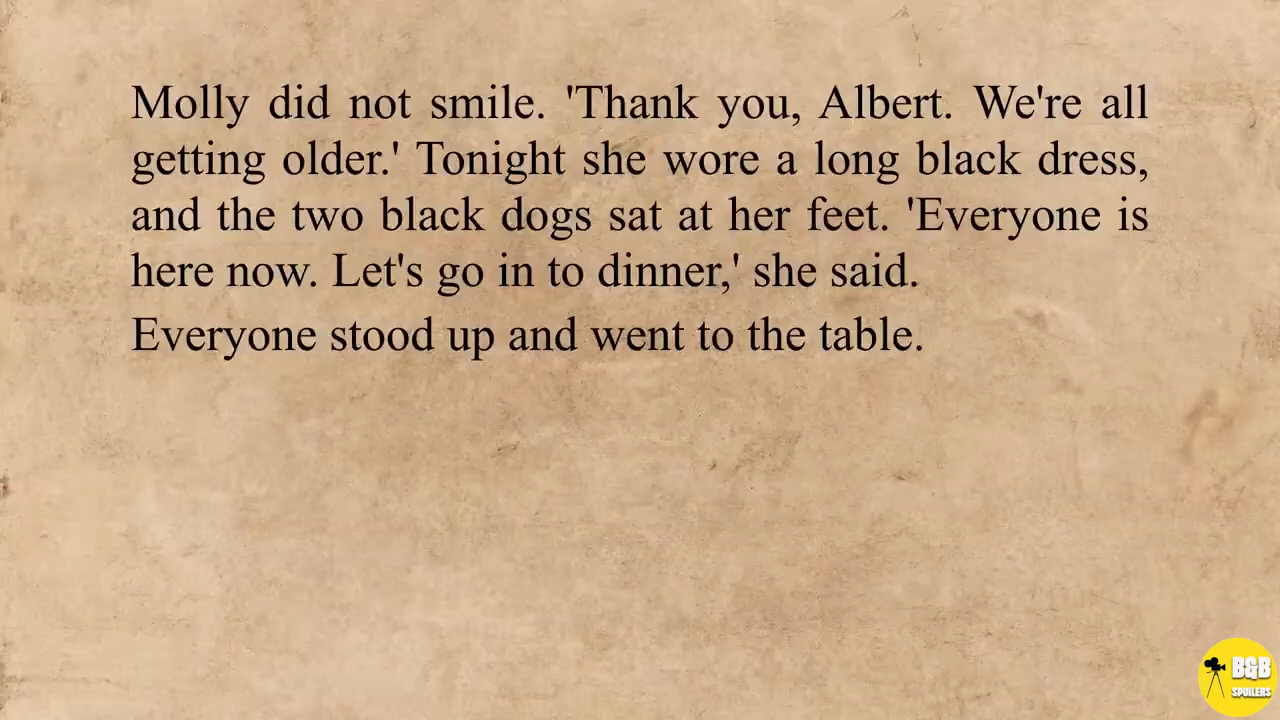 Molly did not smile. 'Thank you, Albert. We're all
getting older.' Tonight she wore a long black dress,
and the two black dogs sat at her feet. 'Everyone is
here now. Let's go in to dinner,' she said.
Everyone stood up and went to the table.
B&B
SPOILERS